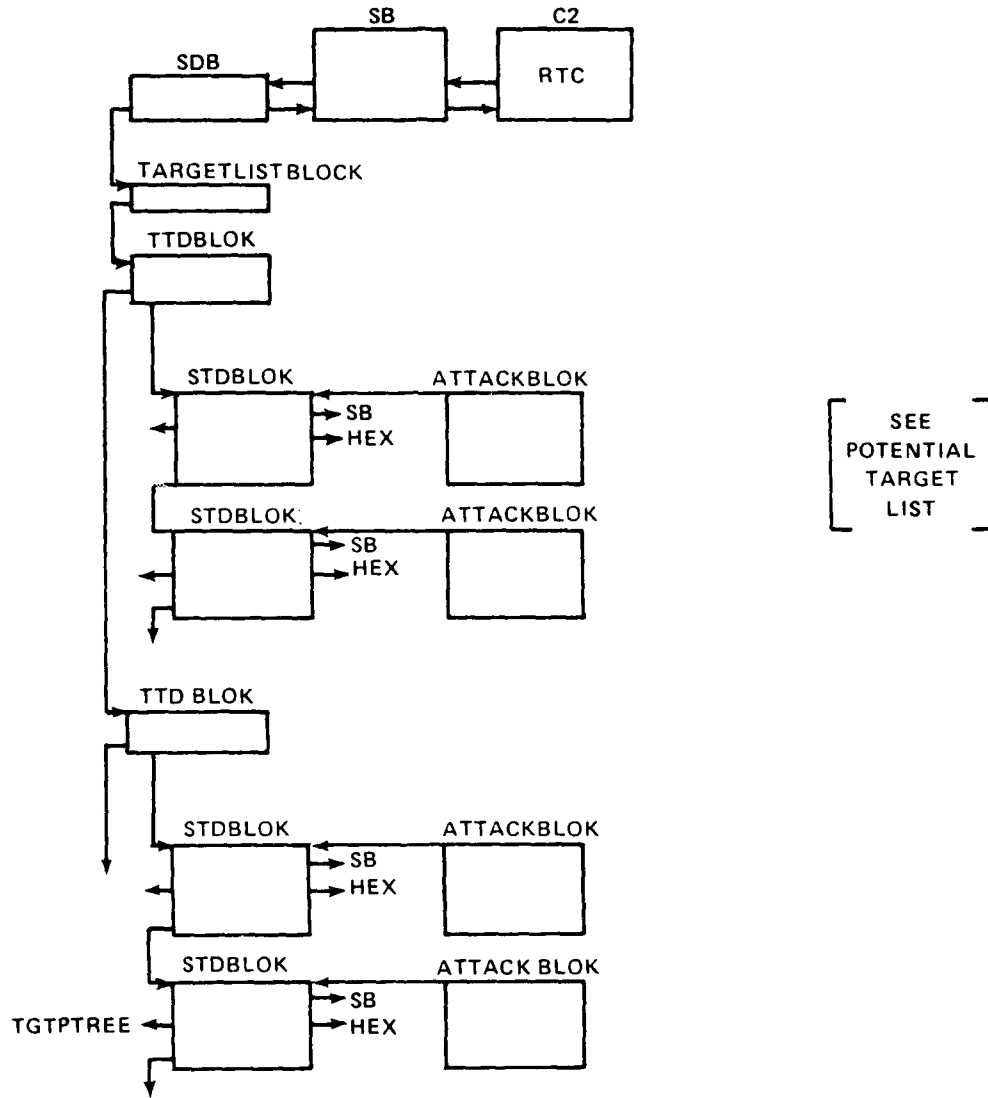 SB
C2
SDB
RTC
TARGETLISTBLOCK
TTDBLOK
STDBLOK
ATTACKBLOK
SB
HEX
SEE
POTENTIAL
TARGET
LIST
STDBLOK
ATTACKBLOK
SB
HEX
TTD BLOK
STDBLOK
ATTACKBLOK
SB
HEX
STDBLOK
ATTACK BLOK
SB
HEX
TGTPTREE